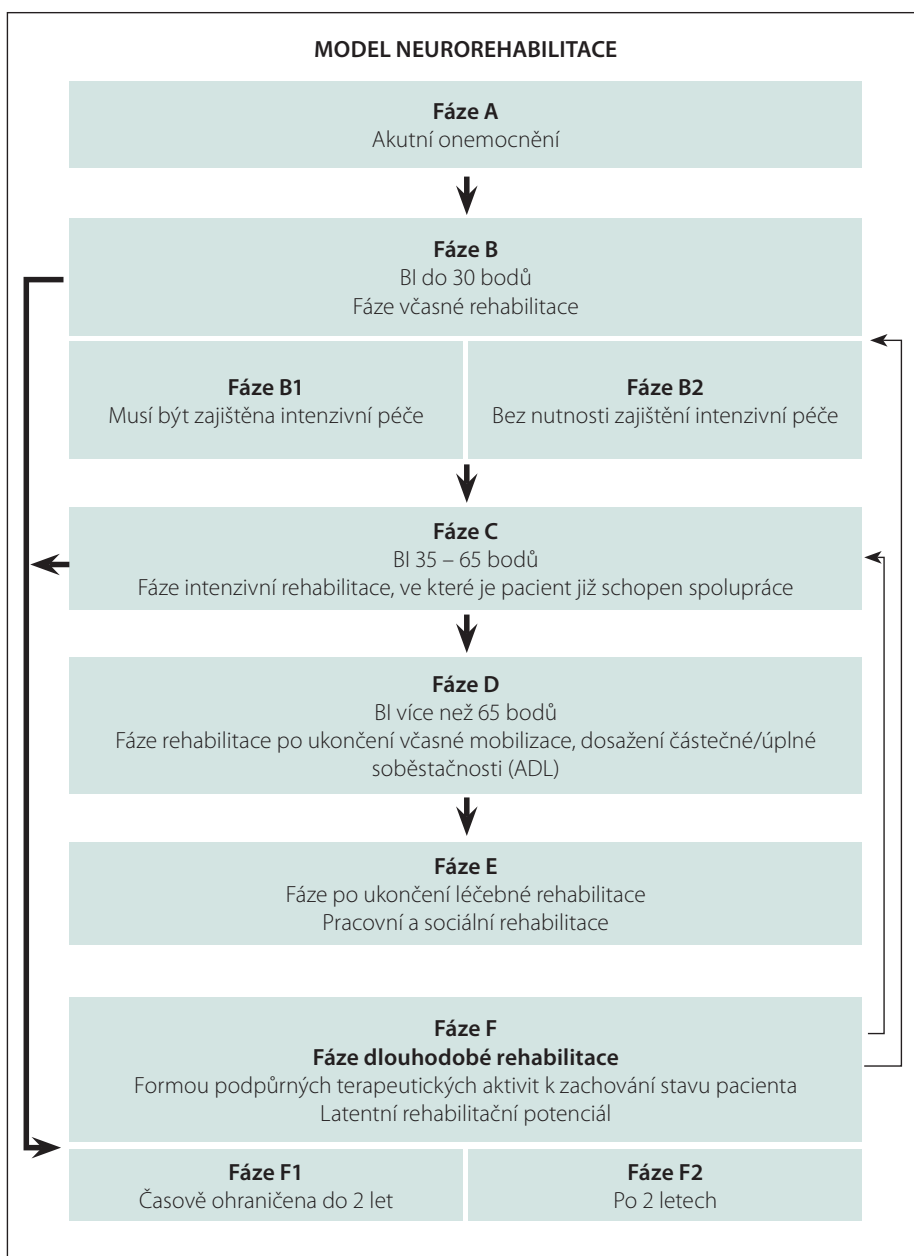 MODEL NEUROREHABILITACE
Fáze A
Akutní onemocnění
Fáze B
BI do 30 bodů
Fáze včasné rehabilitace
Fáze B1
Musí být zajištěna intenzivní péče
Fáze B2
Bez nutnosti zajištění intenzivní péče
Fáze C
BI 35 – 65 bodů
Fáze intenzivní rehabilitace, ve které je pacient již schopen spolupráce
Fáze D
BI více než 65 bodů
Fáze rehabilitace po ukončení včasné mobilizace, dosažení částečné/úplné
soběstačnosti (ADL)
Fáze E
Fáze po ukončení léčebné rehabilitace
Pracovní a sociální rehabilitace
Fáze F
Fáze dlouhodobé rehabilitace
Formou podpůrných terapeutických aktivit k zachování stavu pacienta
Latentní rehabilitační potenciál
Fáze F1
Časově ohraničena do 2 let
Fáze F2
Po 2 letech